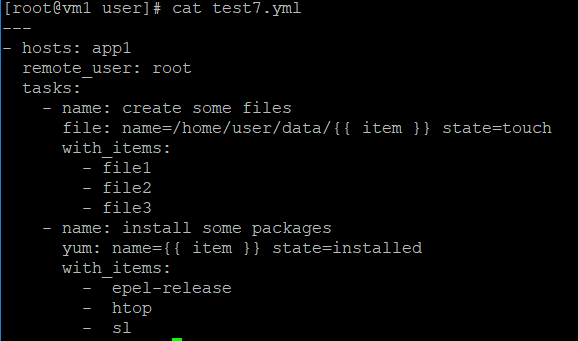 [root@vm1 user]# cat test7.yml
---
- hosts: app1
  remote_user: root
  tasks:
    - name: create some files
      file: name=/home/user/data/{{ item }} state=touch
      with_items:
        - file1
        - file2
        - file3
    - name: install some packages
      yum: name={{ item }} state=installed
      with_items:
        -  epel-release
        -  htop
        -  sl